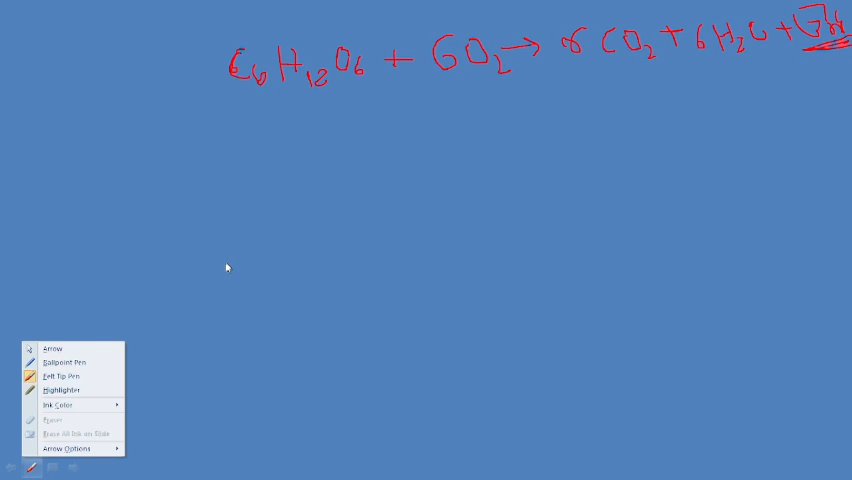 C6H12O6 + 6O2 → 6CO2 + 6H2O +
Arrow
Ballpoint Pen
Felt Tip Pen
Highlighter
Ink Color
Eraser
Erase All Ink on Slide
Arrow Options